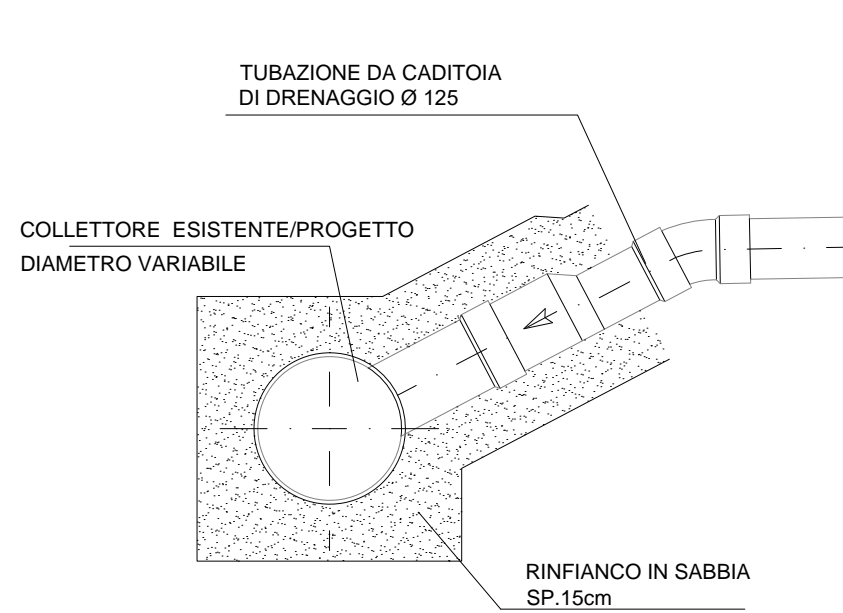 TUBAZIONE DA CADITOIA
DI DRENAGGIO Ø 125
COLLETTORE ESISTENTE/PROGETTO
DIAMETRO VARIABILE
RINFIANCO IN SABBIA
SP.15cm